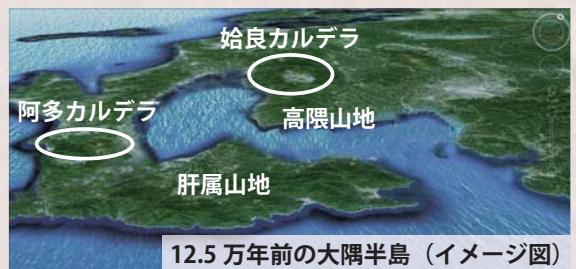 姶良カルデラ
阿多カルデラ
高隈山地
肝属山地
12.5 万年前の大隅半島（イメージ図）